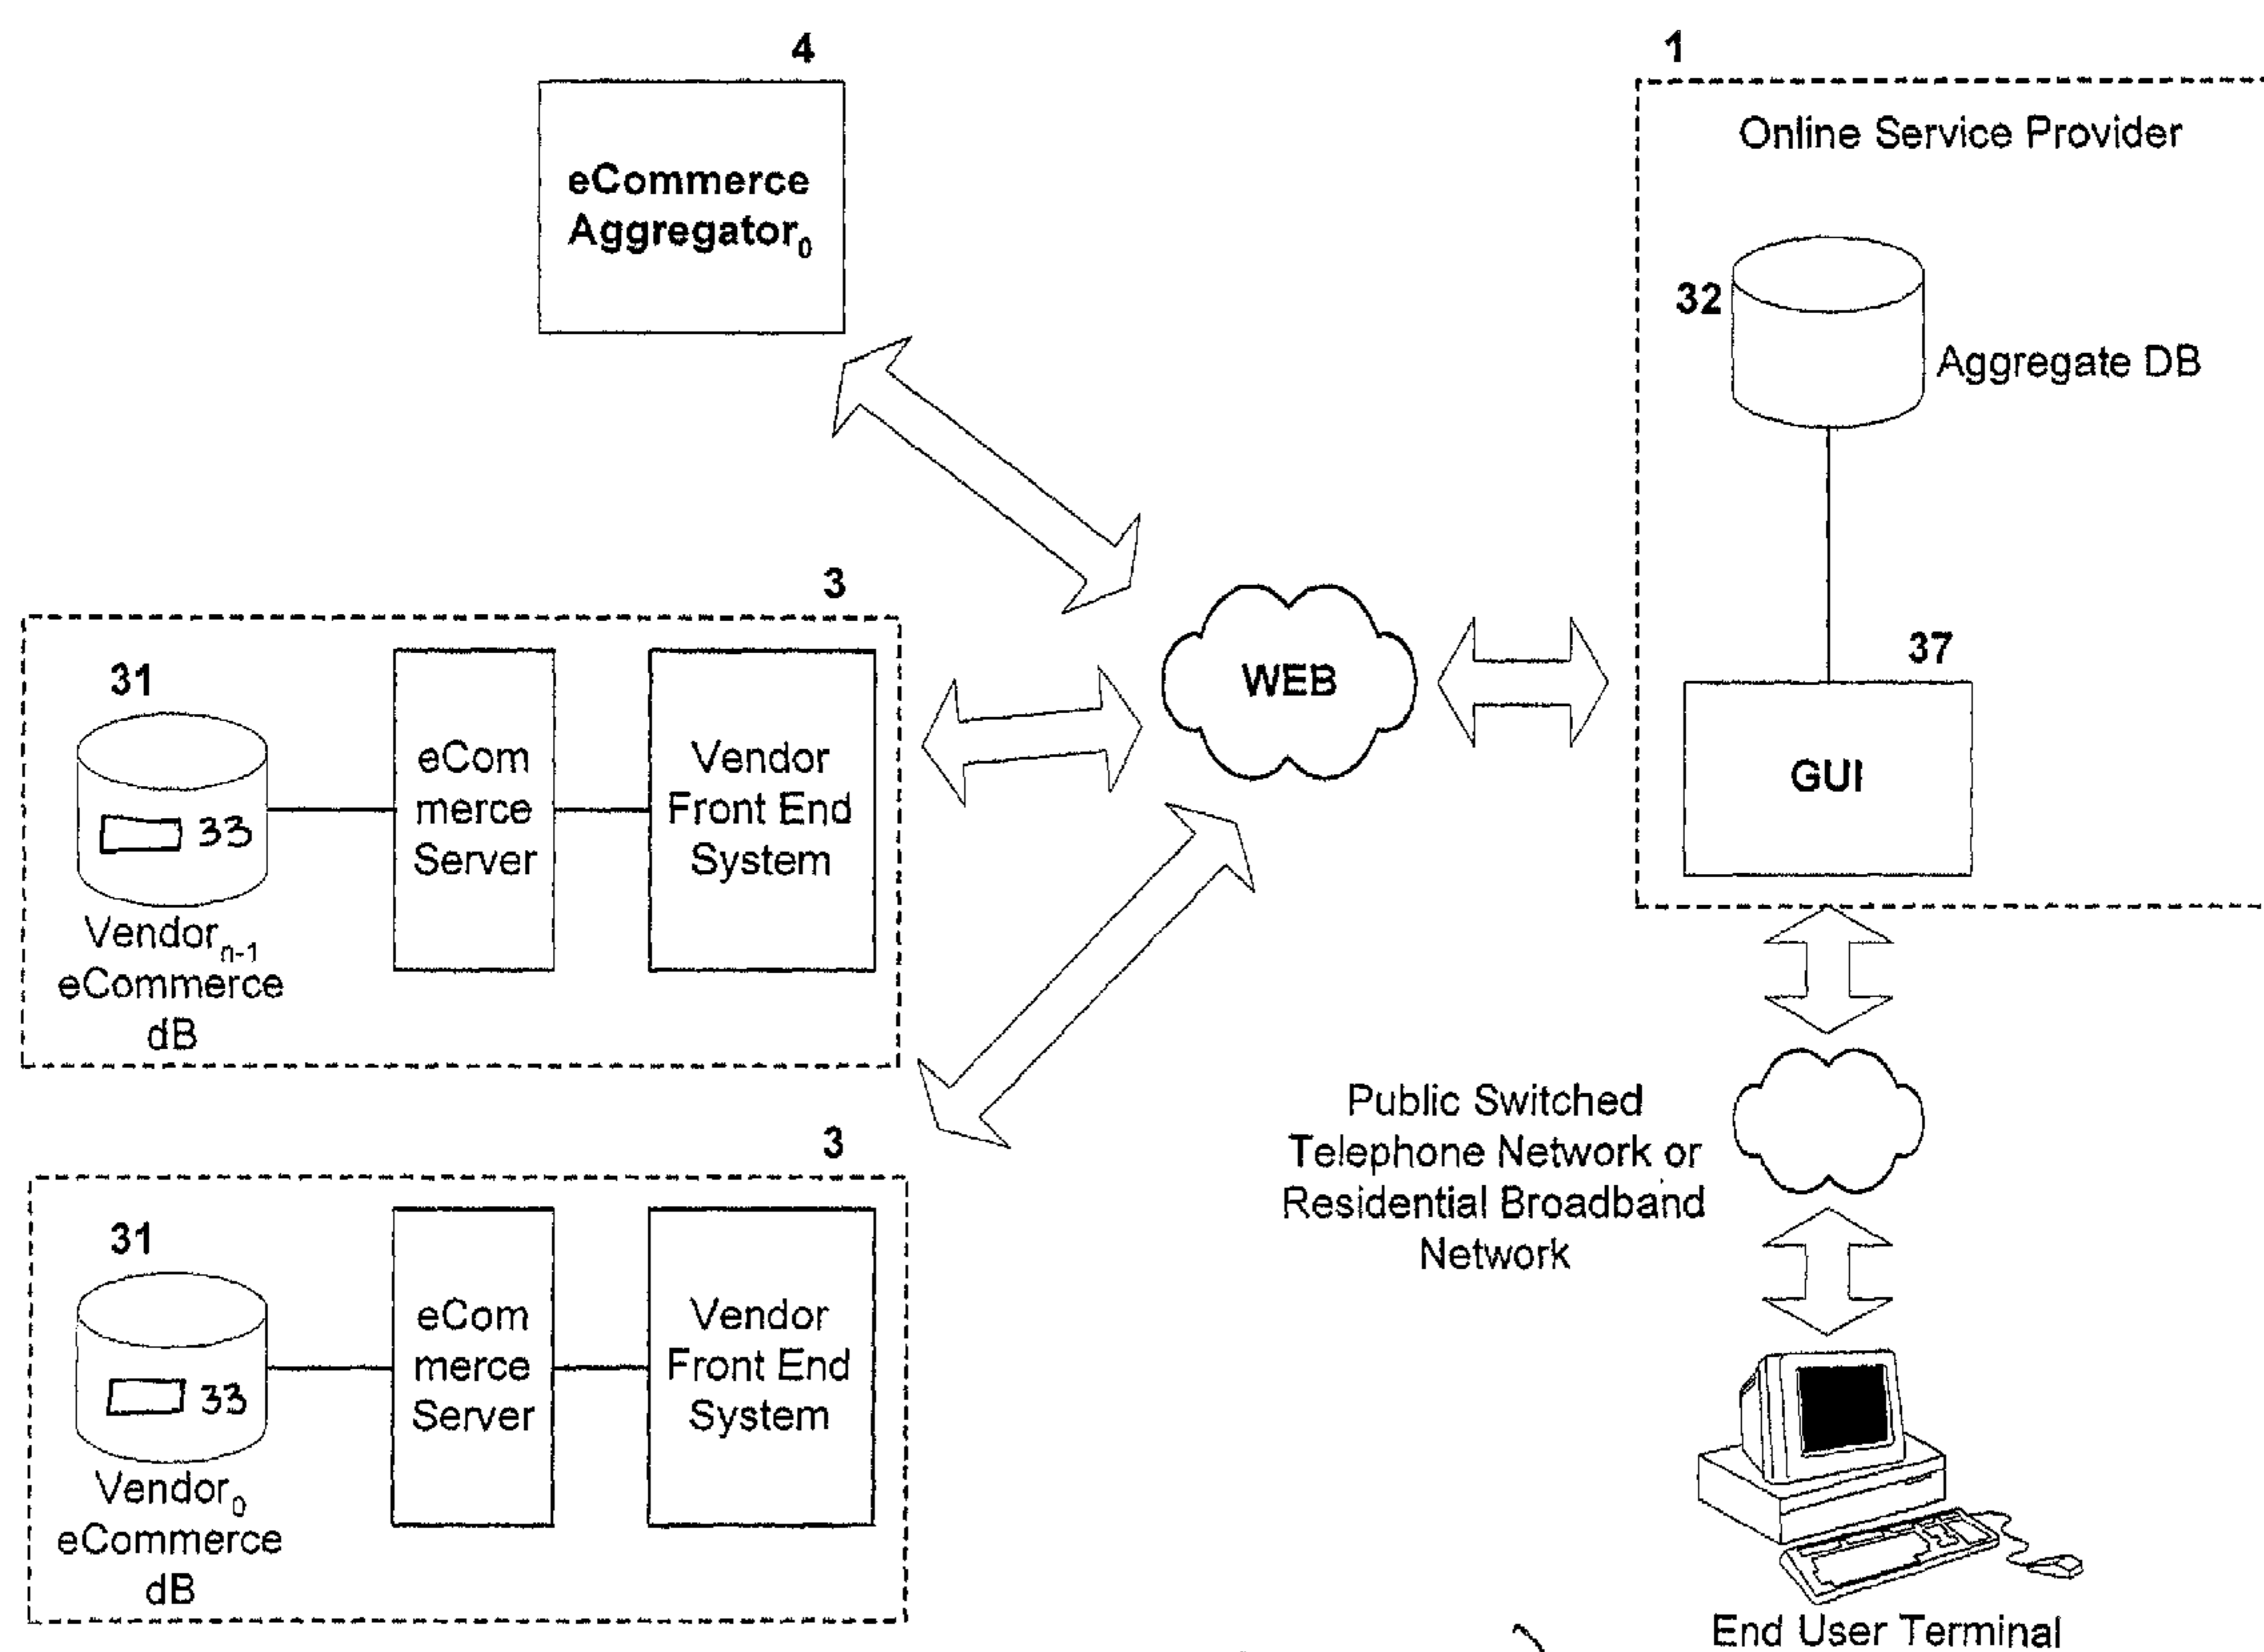 4
eCommerce
Aggregator0
1
Online Service Provider
32
Aggregate DB
37
GUI
WEB
3
31
33
Vendorn-1
eCommerce
dB
eCom
merce
Server
Vendor
Front End
System
3
31
33
Vendor0
eCommerce
dB
eCom
merce
Server
Vendor
Front End
System
Public Switched
Telephone Network or
Residential Broadband
Network
End User Terminal